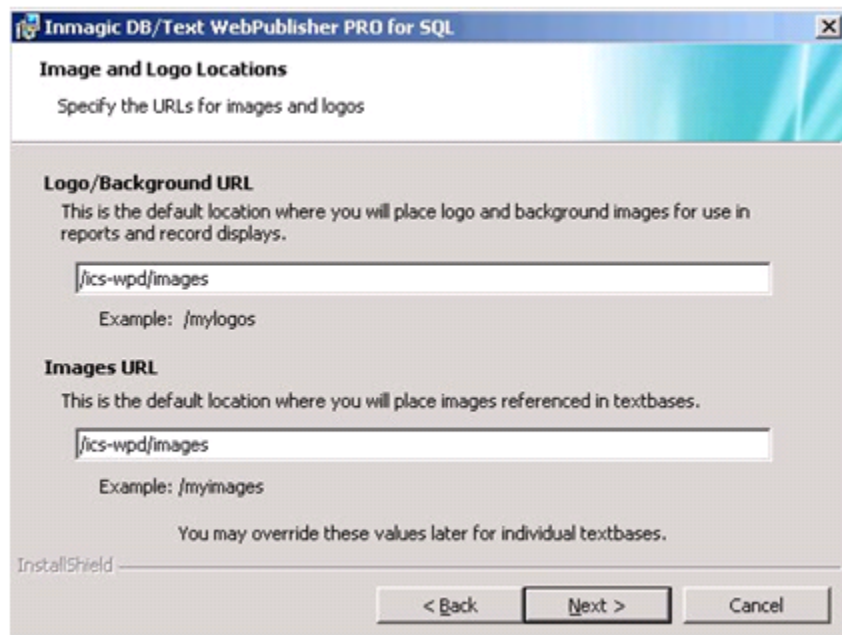 Inmagic DB/Text WebPublisher PRO for SQL
Image and Logo Locations
Specify the URLs for images and logos
Logo/Background URL
This is the default location where you will place logo and background images for use in
reports and record displays.
/ics-wpd/images
Example: /mylogos
Images URL
This is the default location where you will place images referenced in textbases.
/ics-wpd/images
Example: /myimages
You may override these values later for individual textbases.
InstallShield
< Back Next > Cancel